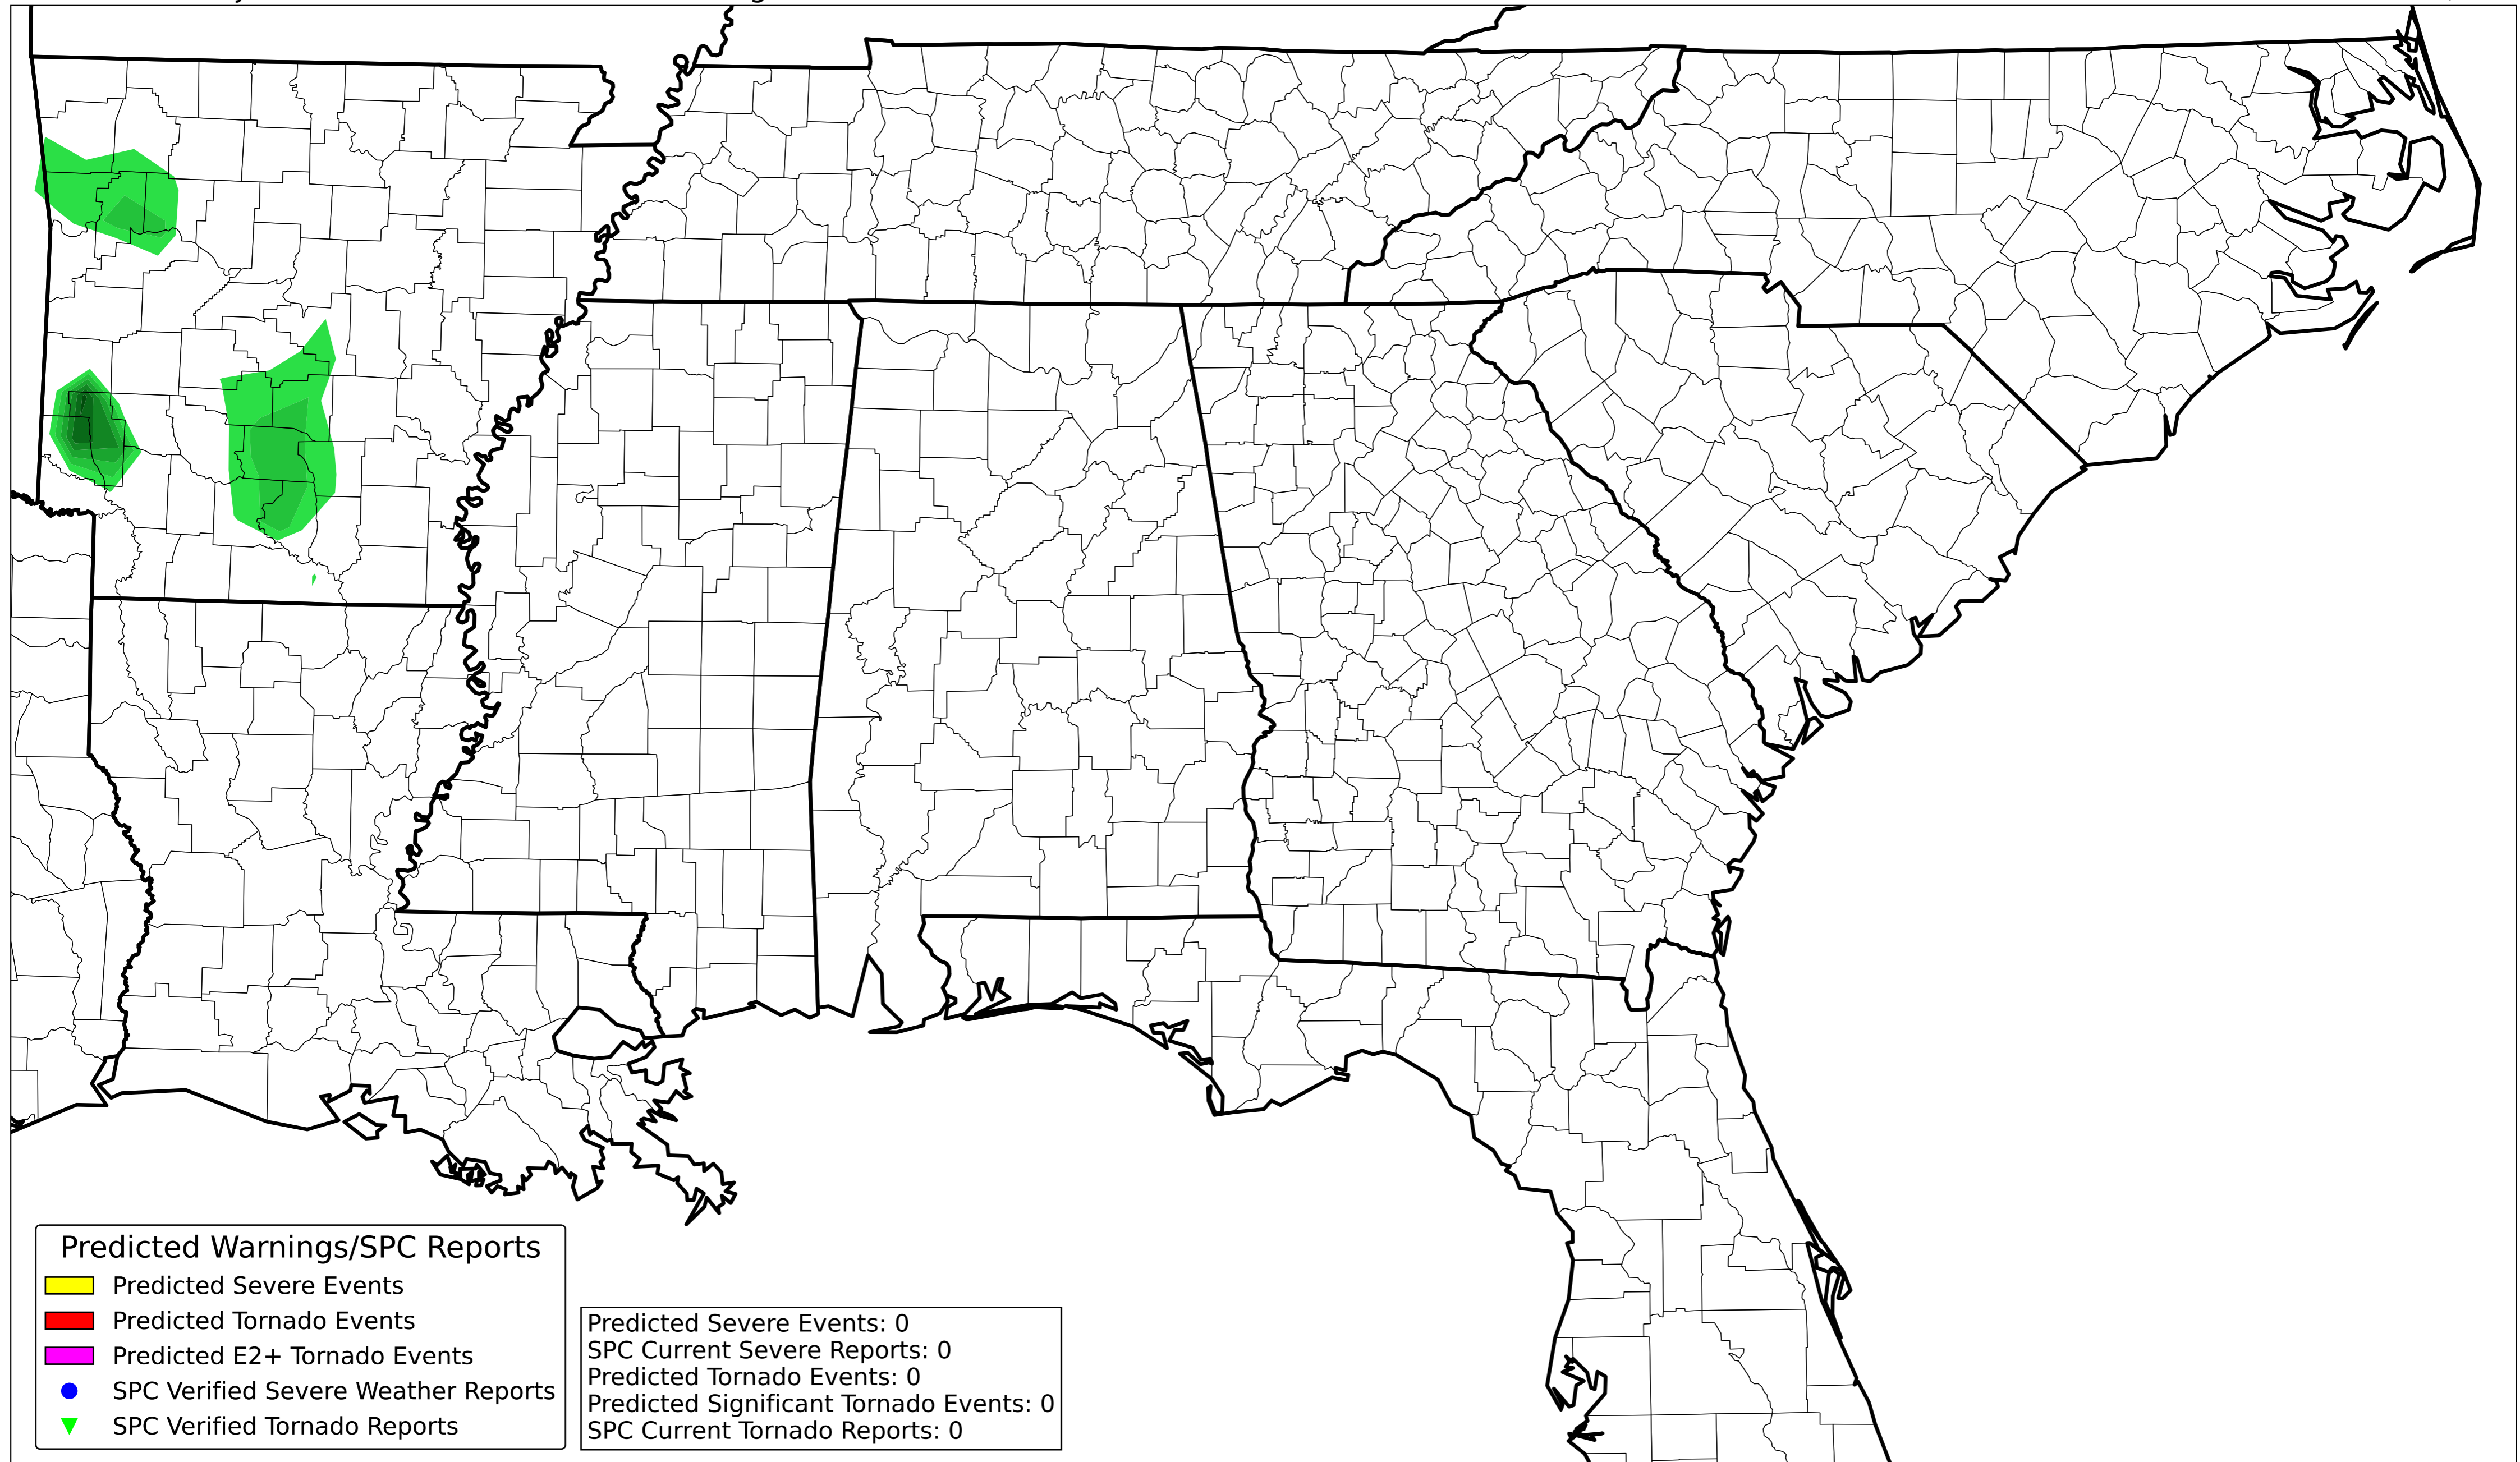 Predicted Warnings/SPC Reports
Predicted Severe Events
Predicted Tornado Events
Predicted E2+ Tornado Events
SPC Verified Severe Weather Reports
SPC Verified Tornado Reports
Predicted Severe Events: 0
SPC Current Severe Reports: 0
Predicted Tornado Events: 0
Predicted Significant Tornado Events: 0
SPC Current Tornado Reports: 0